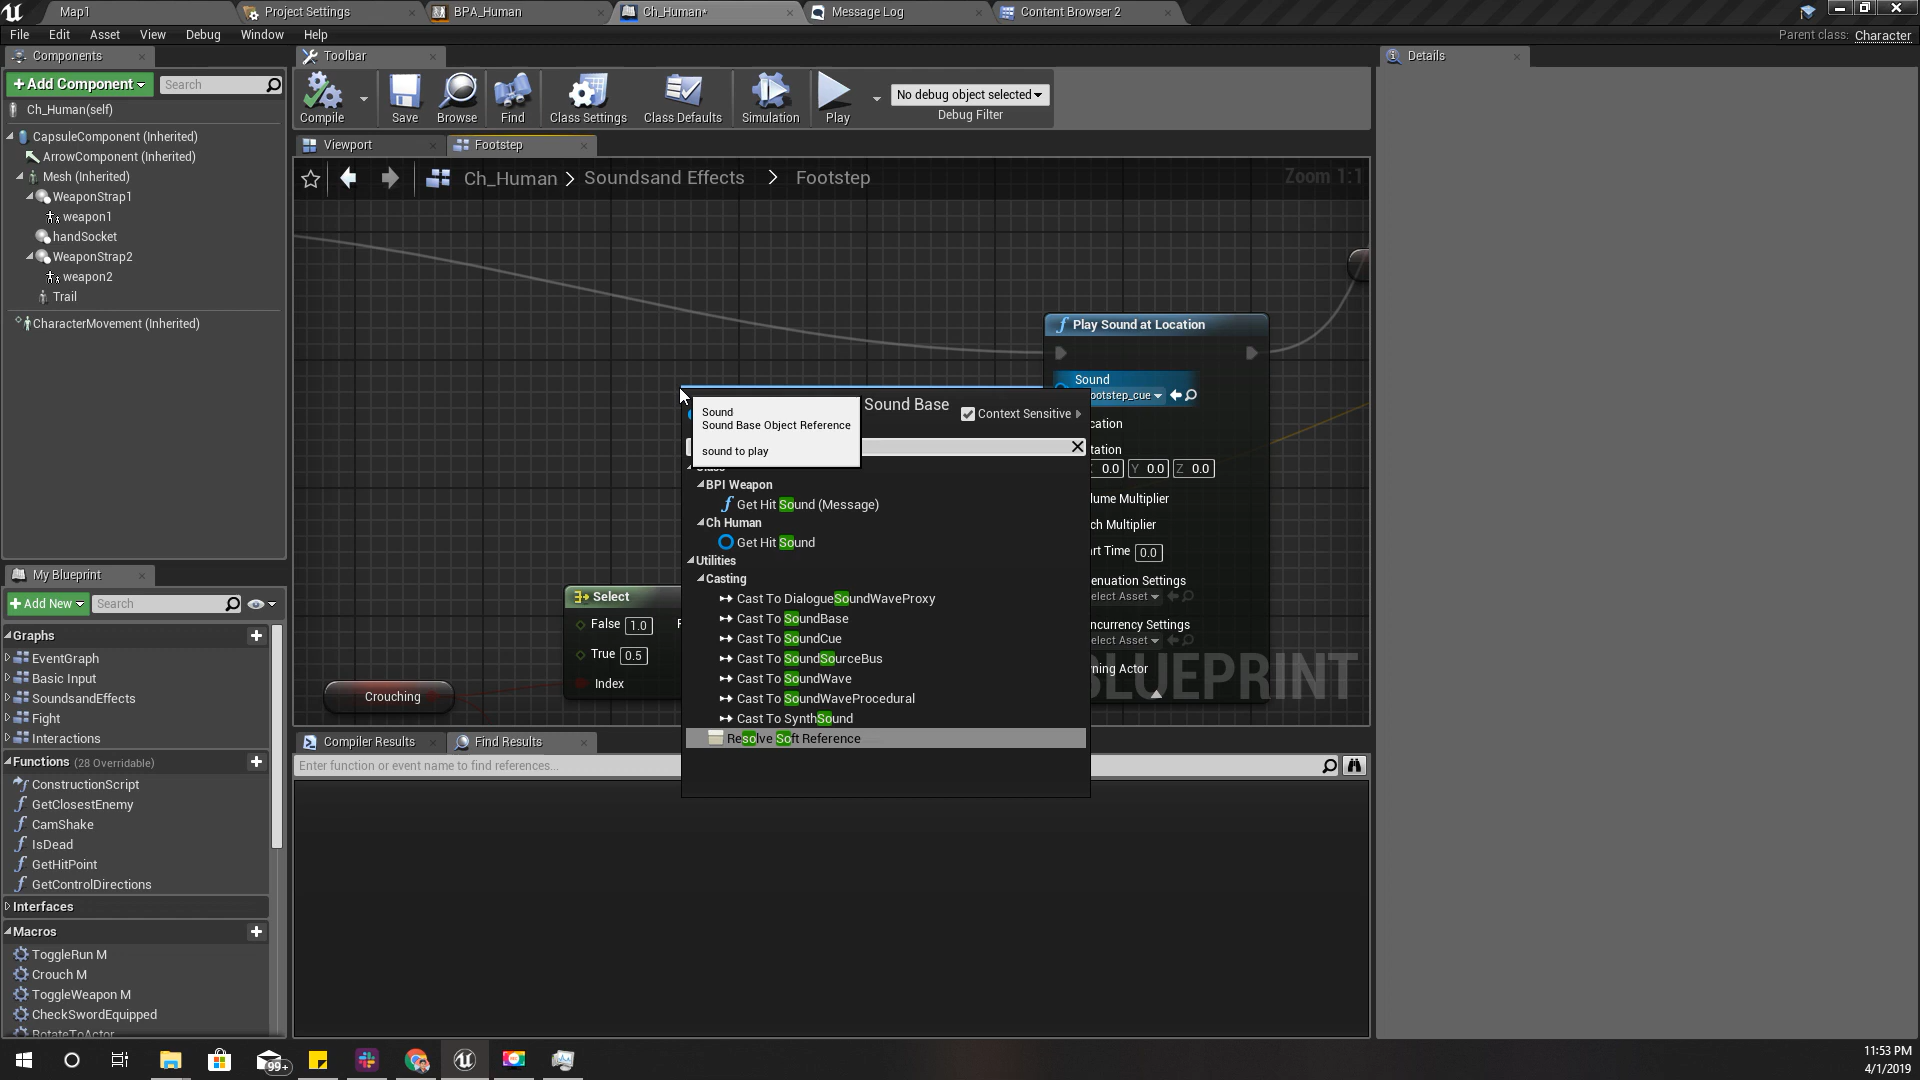 Map1
Project Settings
BPA_Human
Ch_Human*
Message Log
Content Browser 2
File Edit Asset View Debug Window Help
Parent class: Character
Components
Toolbar
Details
+ Add Component
Search
Ch_Human(self)
CapsuleComponent (Inherited)
ArrowComponent (Inherited)
Mesh (Inherited)
WeaponStrap1
weapon1
handSocket
WeaponStrap2
weapon2
Trail
CharacterMovement (Inherited)
Compile
Save
Browse
Find
Class Settings
Class Defaults
Simulation
Play
No debug object selected
Debug Filter
Viewport
Footstep
Ch_Human > Soundsand Effects > Footstep
Zoom 1:1
Play Sound at Location
Sound
ootstep_cue
cation
tation
0.0 Y 0.0 Z 0.0
lume Multiplier
ch Multiplier
rt Time 0.0
enuation Settings
elect Asset
ncurrency Settings
elect Asset
ning Actor
BLUEPRINT
Sound Base
Context Sensitive
Sound
Sound Base Object Reference
sound to play
BPI Weapon
Get Hit Sound (Message)
Ch Human
Get Hit Sound
Utilities
Casting
Cast To DialogueSoundWaveProxy
Cast To SoundBase
Cast To SoundCue
Cast To SoundSourceBus
Cast To SoundWave
Cast To SoundWaveProcedural
Cast To SynthSound
Resolve Soft Reference
Select
False 1.0
True 0.5
Index
Crouching
My Blueprint
+ Add New
Search
Graphs
EventGraph
Basic Input
SoundsandEffects
Fight
Interactions
Functions (28 Overridable)
ConstructionScript
GetClosestEnemy
CamShake
IsDead
GetHitPoint
GetControlDirections
Interfaces
Macros
ToggleRun M
Crouch M
ToggleWeapon M
CheckSwordEquipped
RotateToActor
Compiler Results
Find Results
Enter function or event name to find references...
99+
11:53 PM
4/1/2019